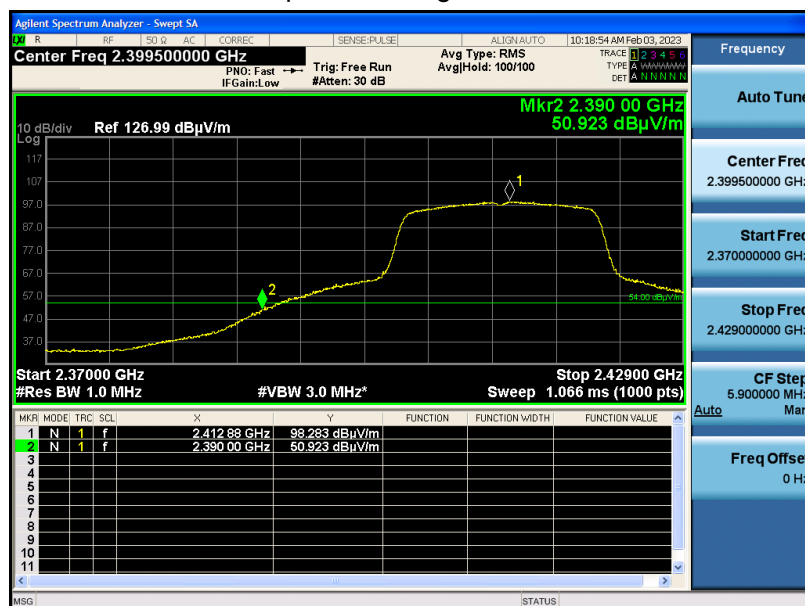 Agilent Spectrum Analyzer - Swept SA
LXI R RF 50 Ω AC CORREC SENSE:PULSE ALIGN AUTO 10:18:54 AM Feb 03, 2023
Center Freq 2.399500000 GHz
PNO: Fast
IFGain:Low
Trig: Free Run
#Atten: 30 dB
Avg Type: RMS
Avg|Hold: 100/100
TRACE 1 2 3 4 5 6
TYPE A WWWWW
DET A N N N N N
Mkr2 2.390 00 GHz
50.923 dBµV/m
10 dB/div Ref 126.99 dBµV/m
Log
117
107
97.0
87.0
77.0
67.0
57.0
47.0
37.0
1
2
54.00 dBµV/m
Start 2.37000 GHz Stop 2.42900 GHz
#Res BW 1.0 MHz #VBW 3.0 MHz* Sweep 1.066 ms (1000 pts)
MKR MODE TRC SCL X Y FUNCTION FUNCTION WIDTH FUNCTION VALUE
1 N 1 f 2.412 88 GHz 98.283 dBµV/m
2 N 1 f 2.390 00 GHz 50.923 dBµV/m
3
4
5
6
7
8
9
10
11
MSG STATUS
Frequency
Auto Tune
Center Freq
2.399500000 GHz
Start Freq
2.370000000 GHz
Stop Freq
2.429000000 GHz
CF Step
5.900000 MHz
Auto Man
Freq Offset
0 Hz